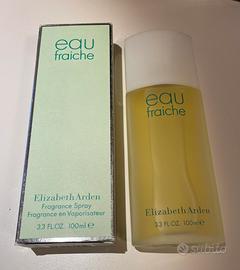 eau
fraiche
Elizabeth Arden
Fragrance Spray
Fragrance en Vaporisateur
3.3 FL.OZ. 100ml e
eau
fraiche
Elizabeth Arden
3.3 FL.OZ. 100ml e
subito